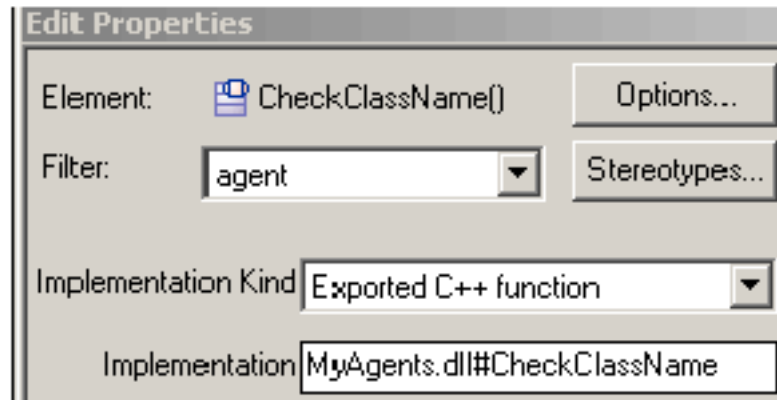 Edit Properties
Element: CheckClassName() Options...
Filter: agent Stereotypes...
Implementation Kind Exported C++ function
Implementation MyAgents.dll#CheckClassName